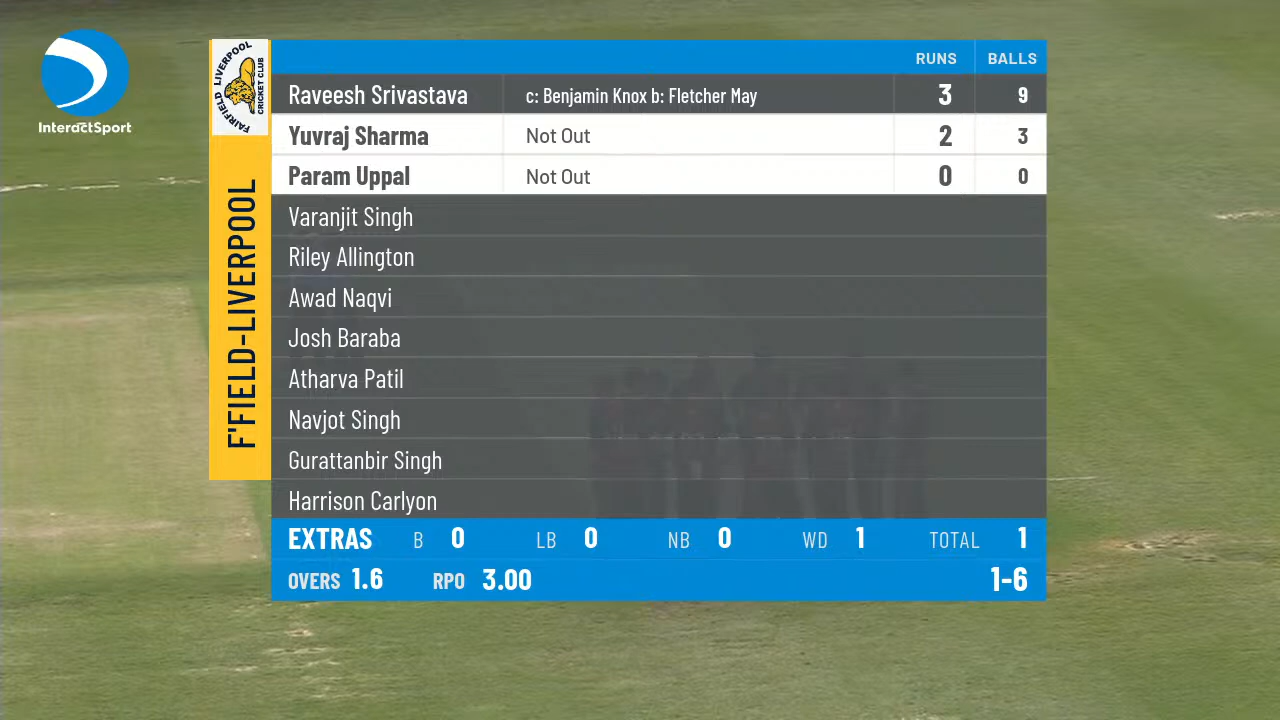 InteractSport
FAIRFIELD LIVERPOOL
CRICKET CLUB
F'FIELD-LIVERPOOL
RUNS BALLS
Raveesh Srivastava c: Benjamin Knox b: Fletcher May 3 9
Yuvraj Sharma Not Out 2 3
Param Uppal Not Out 0 0
Varanjit Singh
Riley Allington
Awad Naqvi
Josh Baraba
Atharva Patil
Navjot Singh
Gurattanbir Singh
Harrison Carlyon
EXTRAS B 0 LB 0 NB 0 WD 1 TOTAL 1
OVERS 1.6 RPO 3.00 1-6